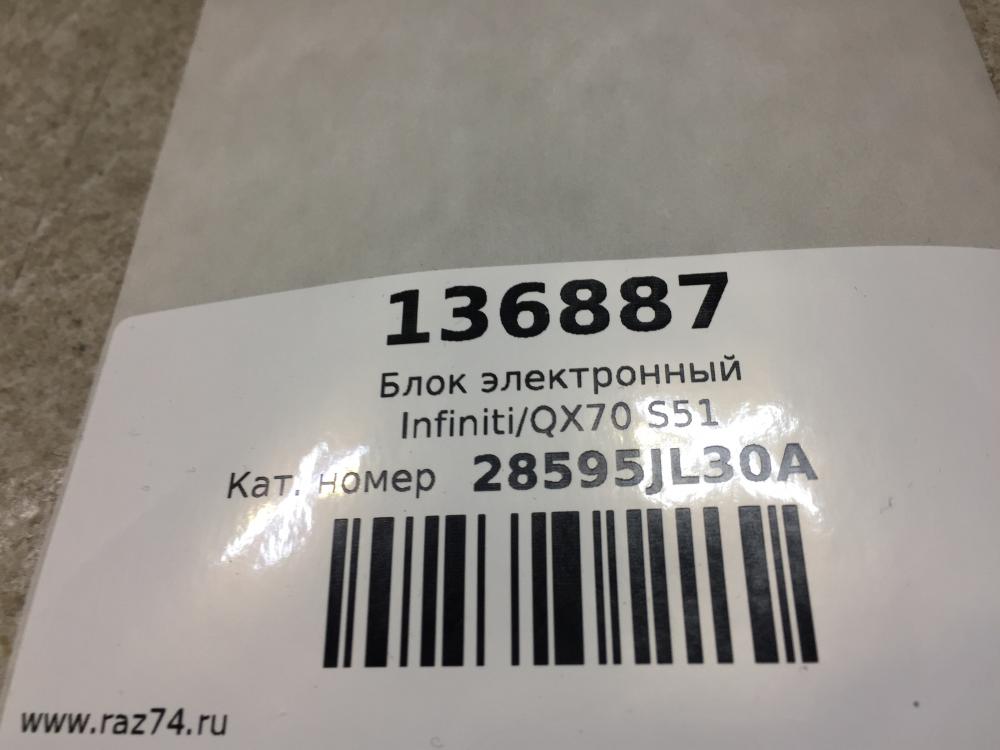 136887
Блок электронный
Infiniti/QX70 S51
Кат. номер 28595JL30A
www.raz74.ru